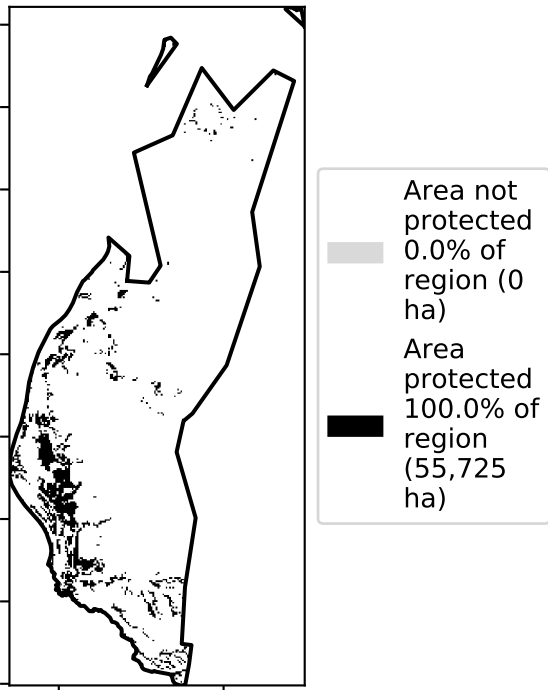 Area not
protected
0.0% of
region (0
ha)
Area
protected
100.0% of
region
(55,725
ha)